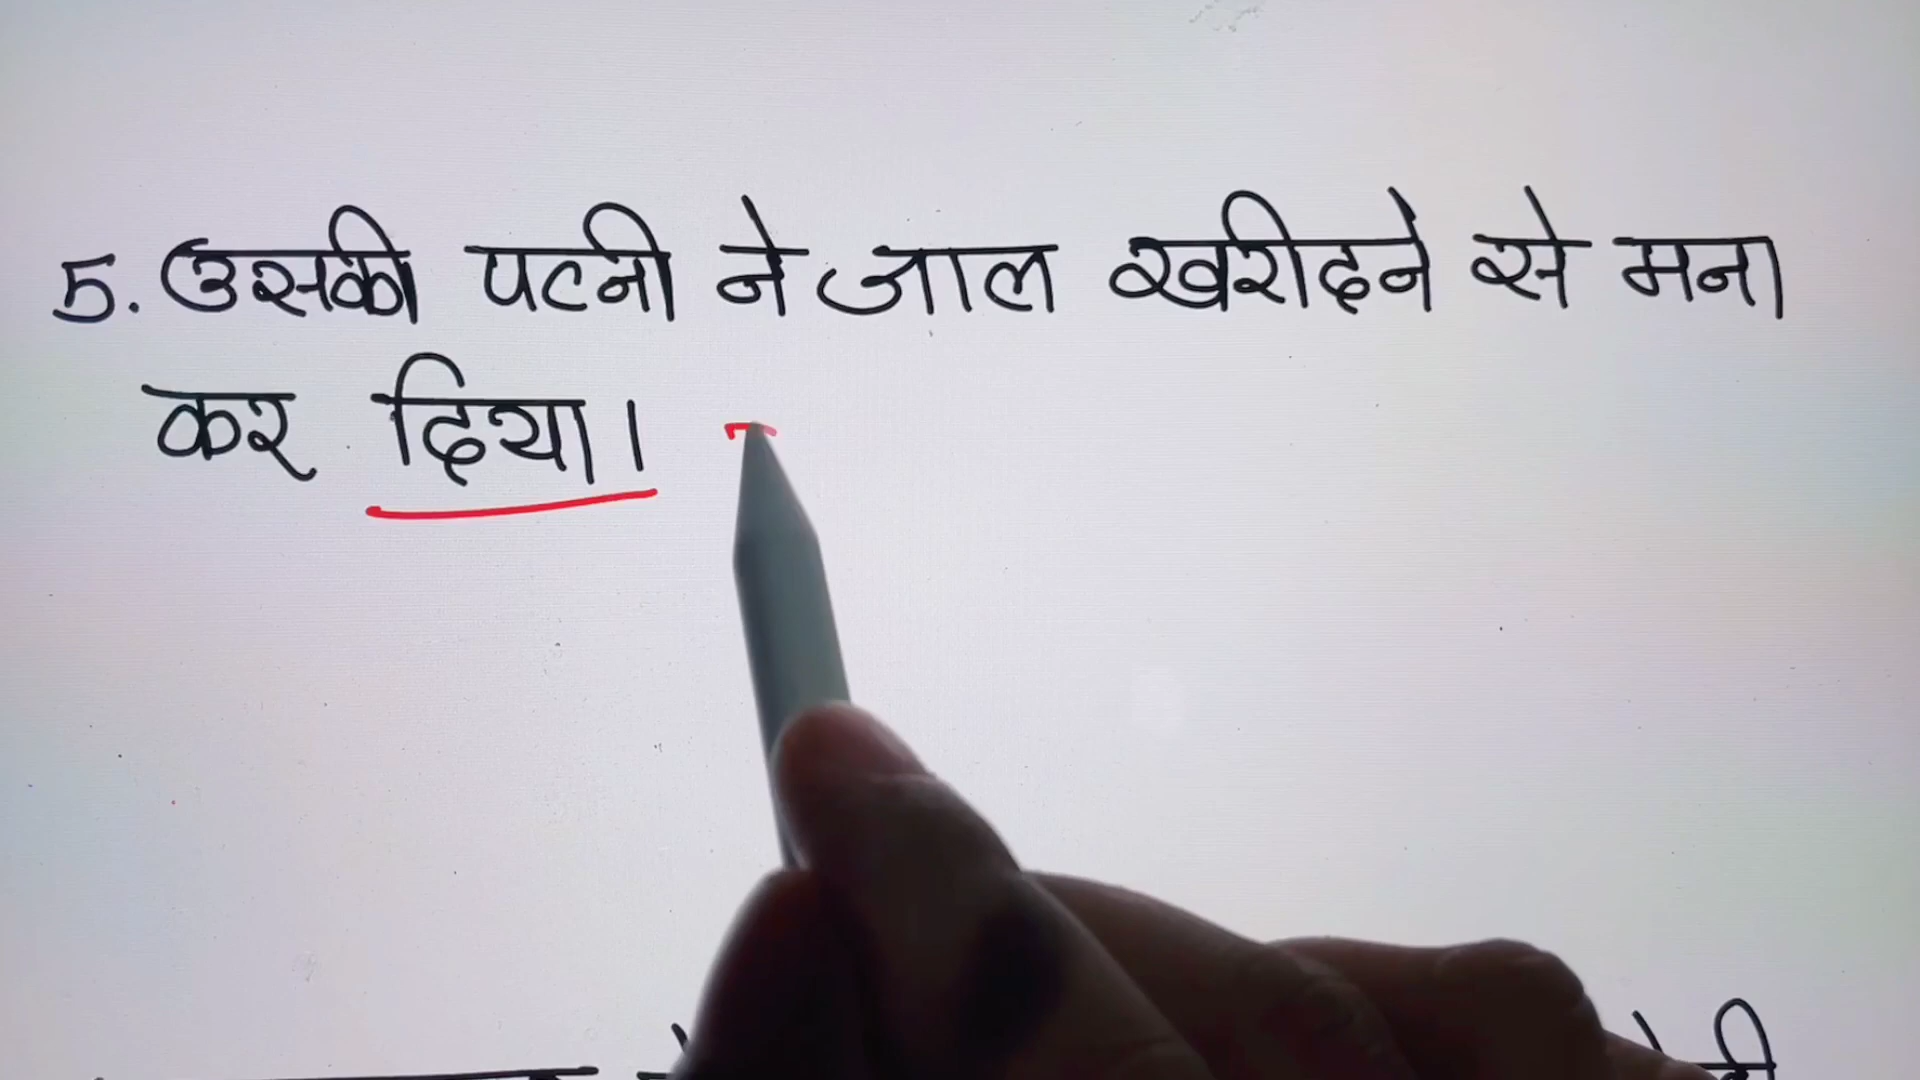 5. उसकी पत्नी ने जाल खरीदने से मना
कर दिया।